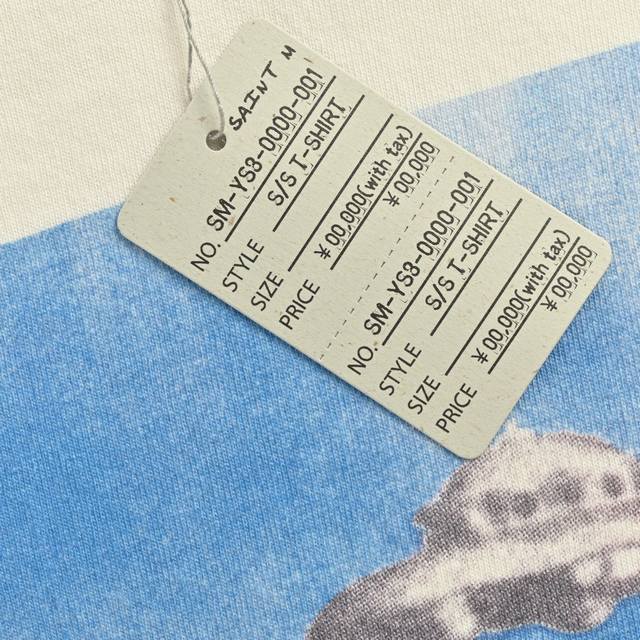 SAINT M
NO. SM-YS8-0000-001
STYLE S/S T-SHIRT
SIZE
PRICE ¥00,000(with tax)
¥00,000
NO. SM-YS8-0000-001
STYLE S/S T-SHIRT
SIZE
PRICE ¥00,000(with tax)
¥00,000